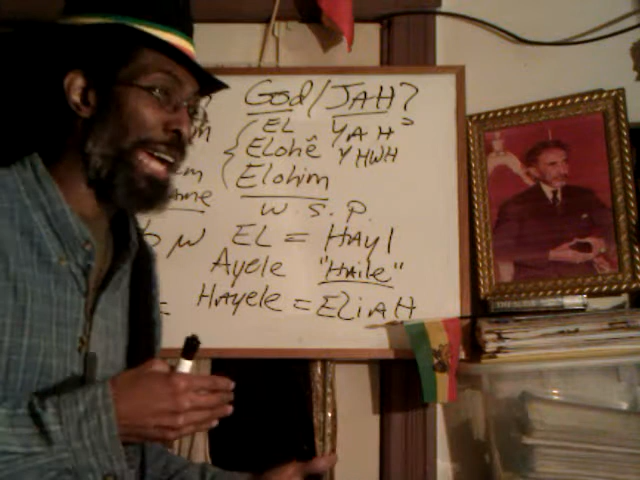 God/JAH?
EL YAH
Elohê YHWH
Elohim
W.S.P.
EL = HAYl
Ayele "HAile"
HAyele = ELiAH